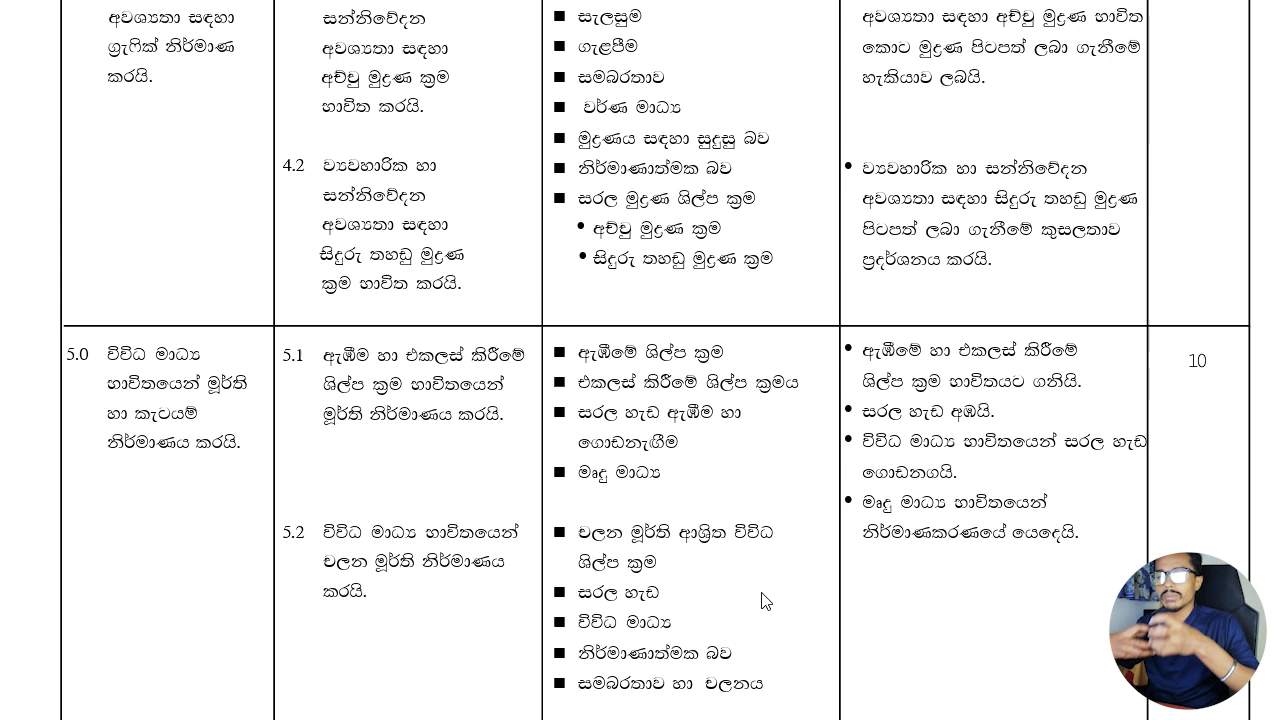 අවශ්‍යතා සඳහා
ග්‍රැෆික් නිර්මාණ
කරයි.
සන්නිවේදන
අවශ්‍යතා සඳහා
අච්චු මුද්‍රණ ක්‍රම
භාවිත කරයි.
4.2 ව්‍යවහාරික හා
සන්නිවේදන
අවශ්‍යතා සඳහා
සිදුරු තහඩු මුද්‍රණ
ක්‍රම භාවිත කරයි.
■ සැලසුම
■ ගැළපීම
■ සමබරතාව
■ වර්ණ මාධ්‍ය
■ මුද්‍රණය සඳහා සුදුසු බව
■ නිර්මාණාත්මක බව
■ සරල මුද්‍රණ ශිල්ප ක්‍රම
• අච්චු මුද්‍රණ ක්‍රම
• සිදුරු තහඩු මුද්‍රණ ක්‍රම
අවශ්‍යතා සඳහා අච්චු මුද්‍රණ භාවිත
කොට මුද්‍රණ පිටපත් ලබා ගැනීමේ
හැකියාව ලබයි.
• ව්‍යවහාරික හා සන්නිවේදන
අවශ්‍යතා සඳහා සිදුරු තහඩු මුද්‍රණ
පිටපත් ලබා ගැනීමේ කුසලතාව
ප්‍රදර්ශනය කරයි.
5.0 විවිධ මාධ්‍ය
භාවිතයෙන් මූර්ති
හා කැටයම්
නිර්මාණය කරයි.
5.1 ඇඹීම හා එකලස් කිරීමේ
ශිල්ප ක්‍රම භාවිතයෙන්
මූර්ති නිර්මාණය කරයි.
5.2 විවිධ මාධ්‍ය භාවිතයෙන්
චලන මූර්ති නිර්මාණය
කරයි.
■ ඇඹීමේ ශිල්ප ක්‍රම
■ එකලස් කිරීමේ ශිල්ප ක්‍රමය
■ සරල හැඩ ඇඹීම හා
ගොඩනැඟීම
■ මෘදු මාධ්‍ය
■ චලන මූර්ති ආශ්‍රිත විවිධ
ශිල්ප ක්‍රම
■ සරල හැඩ
■ විවිධ මාධ්‍ය
■ නිර්මාණාත්මක බව
■ සමබරතාව හා චලනය
• ඇඹීමේ හා එකලස් කිරීමේ
ශිල්ප ක්‍රම භාවිතයට ගනියි.
• සරල හැඩ අඹයි.
• විවිධ මාධ්‍ය භාවිතයෙන් සරල හැඩ
ගොඩනගයි.
• මෘදු මාධ්‍ය භාවිතයෙන්
නිර්මාණකරණයේ යෙදෙයි.
10